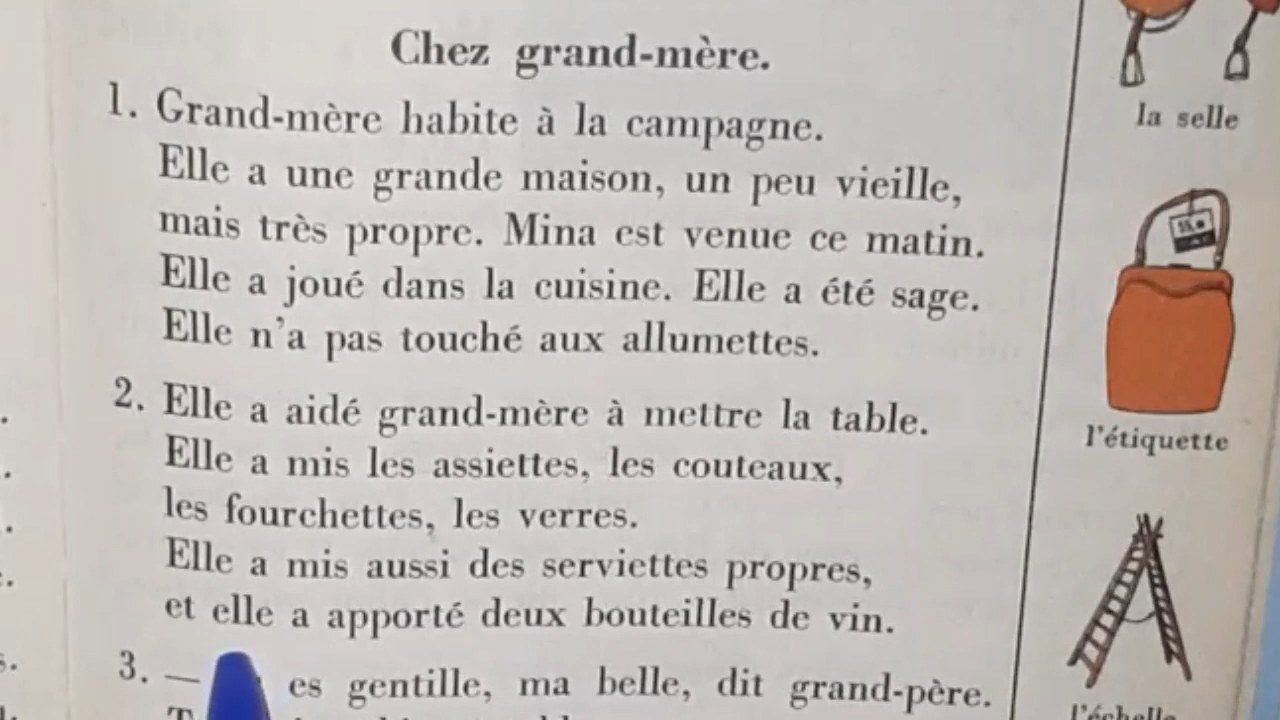 Chez grand-mère.
1. Grand-mère habite à la campagne.
Elle a une grande maison, un peu vieille,
mais très propre. Mina est venue ce matin.
Elle a joué dans la cuisine. Elle a été sage.
Elle n'a pas touché aux allumettes.
2. Elle a aidé grand-mère à mettre la table.
Elle a mis les assiettes, les couteaux,
les fourchettes, les verres.
Elle a mis aussi des serviettes propres,
et elle a apporté deux bouteilles de vin.
3. — es gentille, ma belle, dit grand-père.
la selle
l'étiquette
l'échelle